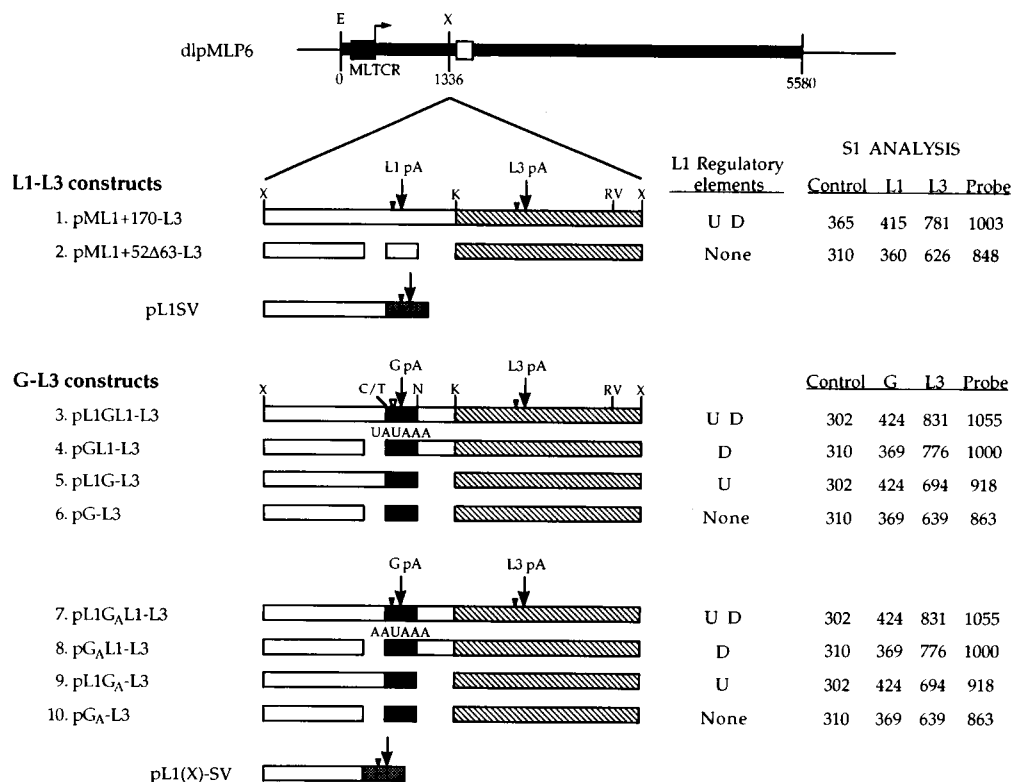 E X
dlpMLP6
MLTCR
0 1336 5580
S1 ANALYSIS
L1 pA L3 pA L1 Regulatory
elements
L1-L3 constructs X K RV X Control L1 L3 Probe
1. pML1+170-L3 U D 365 415 781 1003
2. pML1+52Δ63-L3 None 310 360 626 848
pL1SV
G pA L3 pA
G-L3 constructs X C/T N K RV X Control G L3 Probe
3. pL1GL1-L3 U D 302 424 831 1055
UAUAAA
4. pGL1-L3 D 310 369 776 1000
5. pL1G-L3 U 302 424 694 918
6. pG-L3 None 310 369 639 863
G pA L3 pA
7. pL1GAL1-L3 U D 302 424 831 1055
AAUAAA
8. pGAL1-L3 D 310 369 776 1000
9. pL1GA-L3 U 302 424 694 918
10. pGA-L3 None 310 369 639 863
pL1(X)-SV